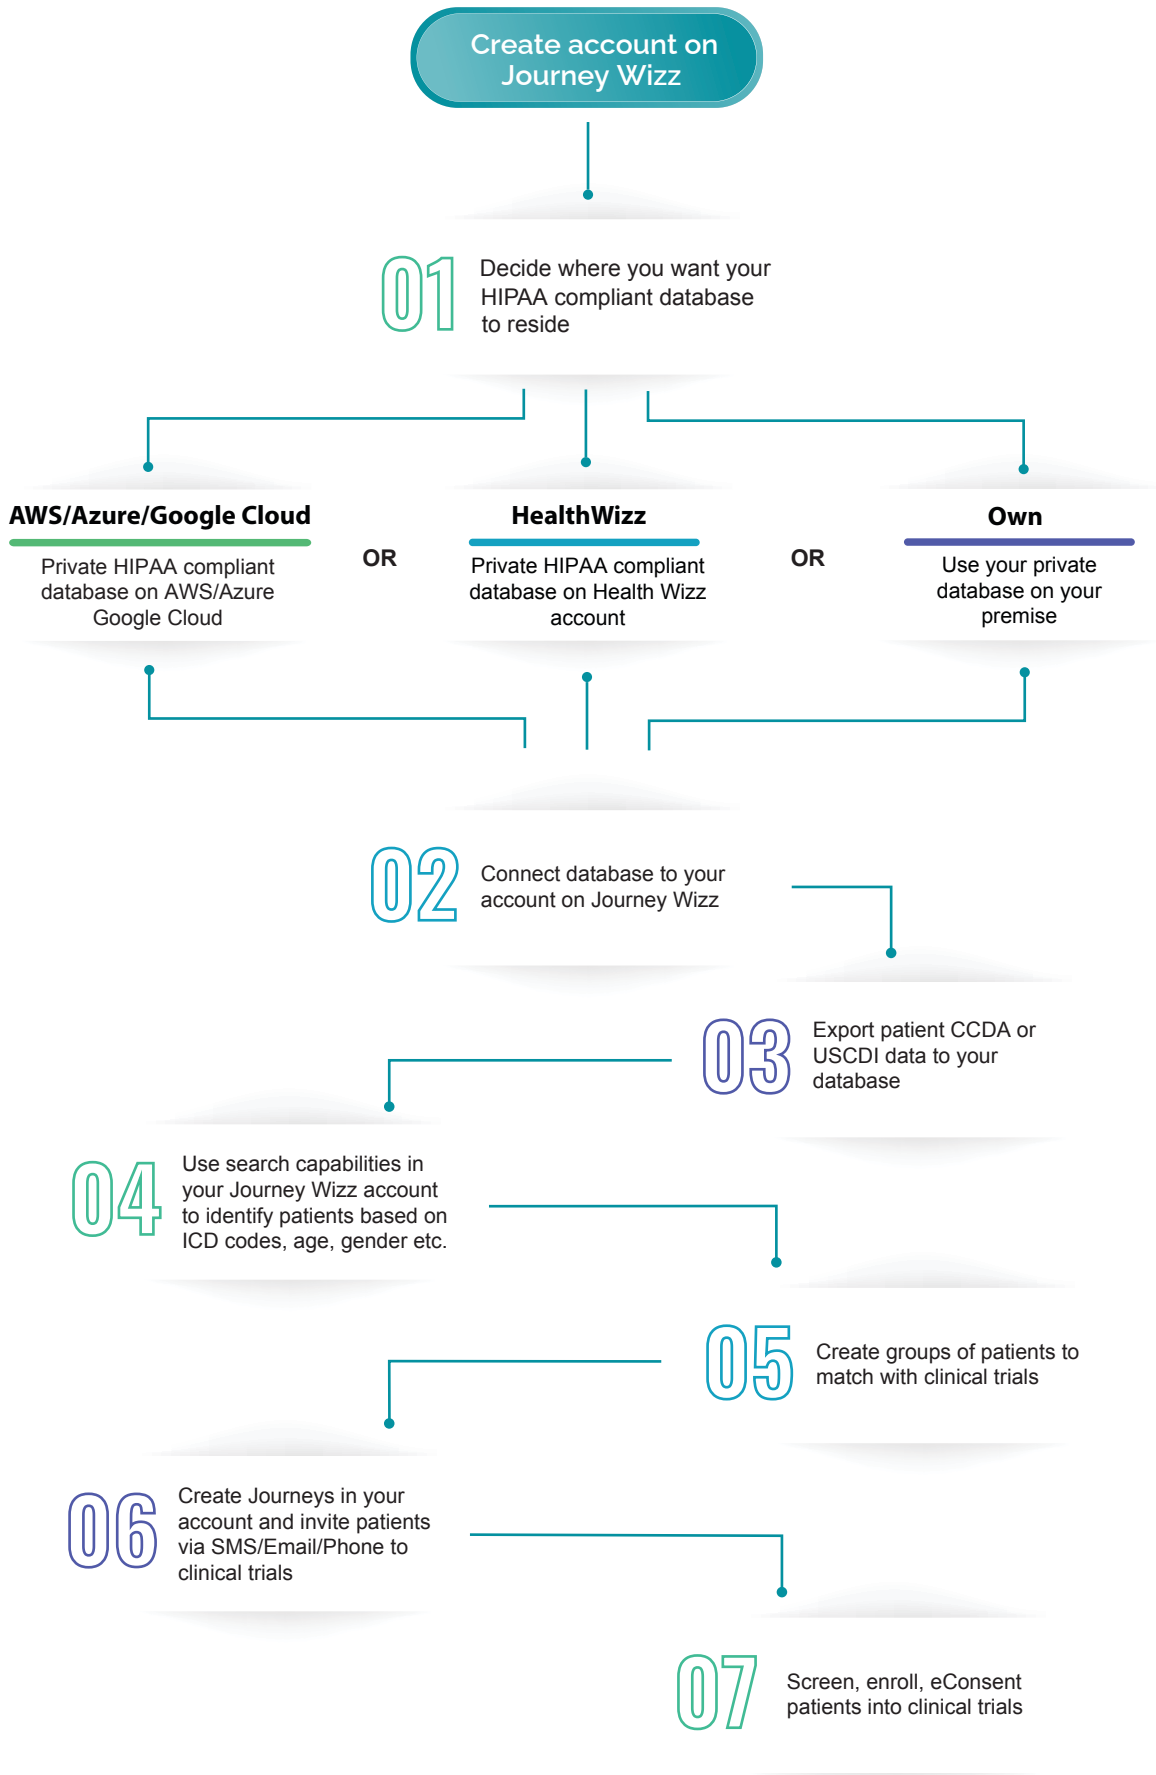 Create account on
Journey Wizz
01
Decide where you want your
HIPAA compliant database
to reside
AWS/Azure/Google Cloud
Private HIPAA compliant
database on AWS/Azure
Google Cloud
OR
HealthWizz
Private HIPAA compliant
database on Health Wizz
account
OR
Own
Use your private
database on your
premise
02
Connect database to your
account on Journey Wizz
03
Export patient CCDA or
USCDI data to your
database
04
Use search capabilities in
your Journey Wizz account
to identify patients based on
ICD codes, age, gender etc.
05
Create groups of patients to
match with clinical trials
06
Create Journeys in your
account and invite patients
via SMS/Email/Phone to
clinical trials
07
Screen, enroll, eConsent
patients into clinical trials